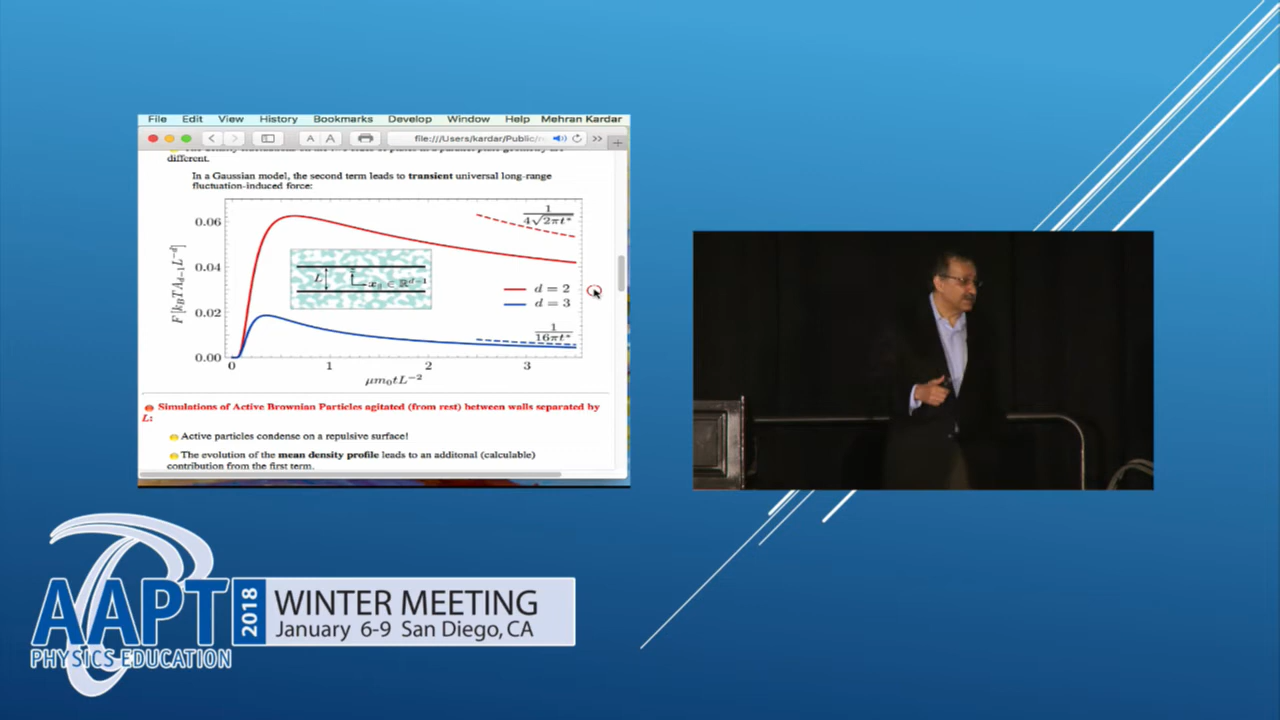 File Edit View History Bookmarks Develop Window Help Mehran Kardar
A A file:///Users/kardar/Public/ »
different.
In a Gaussian model, the second term leads to transient universal long-range
fluctuation-induced force:
F [k_BT A_{d-1} L^{-d}]
0.06
0.04
0.02
0.00
1/(4√(2πt*))
L
x_∥ ∈ ℝ^{d-1}
d = 2
d = 3
1/(16πt*)
0 1 2 3
μm₀tL⁻²
Simulations of Active Brownian Particles agitated (from rest) between walls separated by
L:
Active particles condense on a repulsive surface!
The evolution of the mean density profile leads to an additonal (calculable)
contribution from the first term.
AAPT
PHYSICS EDUCATION
2018
WINTER MEETING
January 6-9 San Diego, CA